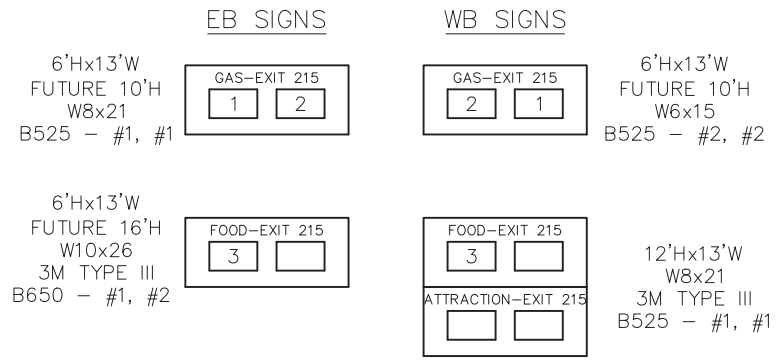 EB SIGNS
WB SIGNS
6'Hx13'W
FUTURE 10'H
W8x21
B525 – #1, #1
GAS–EXIT 215
1 2
GAS–EXIT 215
2 1
6'Hx13'W
FUTURE 10'H
W6x15
B525 – #2, #2
6'Hx13'W
FUTURE 16'H
W10x26
3M TYPE III
B650 – #1, #2
FOOD–EXIT 215
3
FOOD–EXIT 215
3
ATTRACTION–EXIT 215
12'Hx13'W
W8x21
3M TYPE III
B525 – #1, #1